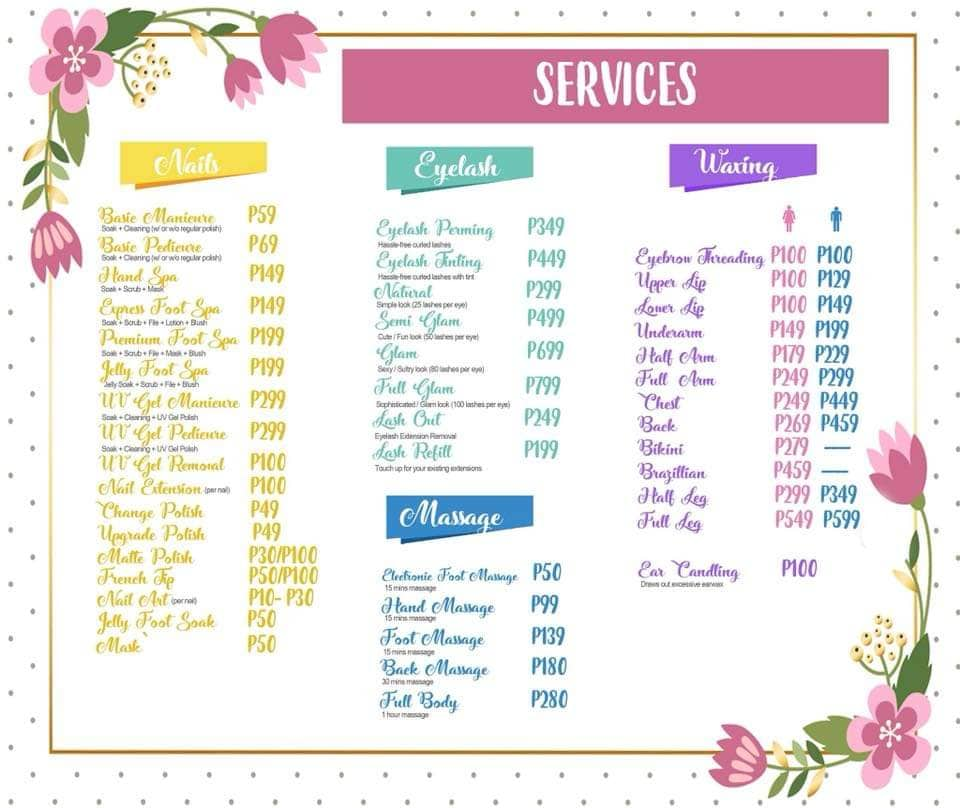 SERVICES
Nails
Basic Manicure P59
Soak + Cleaning (w/ or w/o regular polish)
Basic Pedicure P69
Soak + Cleaning (w/ or w/o regular polish)
Hand Spa P149
Soak + Scrub + Mask
Express Foot Spa P149
Soak + Scrub + File + Lotion + Blush
Premium Foot Spa P199
Soak + Scrub + File + Mask + Blush
Jelly Foot Spa P199
Jelly Soak + Scrub + File + Blush
UV Gel Manicure P299
Soak + Cleaning + UV Gel Polish
UV Gel Pedicure P299
Soak + Cleaning + UV Gel Polish
UV Gel Removal P100
Nail Extension (per nail) P100
Change Polish P49
Upgrade Polish P49
Matte Polish P30/P100
French Tip P50/P100
Nail Art (per nail) P10- P30
Jelly Foot Soak P50
Mask` P50
Eyelash
Eyelash Perming P349
Hassle-free curled lashes
Eyelash Tinting P449
Hassle-free curled lashes with tint
Natural P299
Simple look (25 lashes per eye)
Semi Glam P499
Cute / Fun look (50 lashes per eye)
Glam P699
Sexy / Sultry look (80 lashes per eye)
Full Glam P799
Sophisticated / Glam look (100 lashes per eye)
Lash Out P249
Eyelash Extension Removal
Lash Refill P199
Touch up for your existing extensions
Massage
Electronic Foot Massage P50
15 mins massage
Hand Massage P99
15 mins massage
Foot Massage P139
15 mins massage
Back Massage P180
30 mins massage
Full Body P280
1 hour massage
Waxing
Eyebrow Threading P100 P100
Upper Lip P100 P129
Lower Lip P100 P149
Underarm P149 P199
Half Arm P179 P229
Full Arm P249 P299
Chest P249 P449
Back P269 P459
Bikini P279 —
Brazillian P459 —
Half Leg P299 P349
Full Leg P549 P599
Ear Candling P100
Draws out excessive earwax